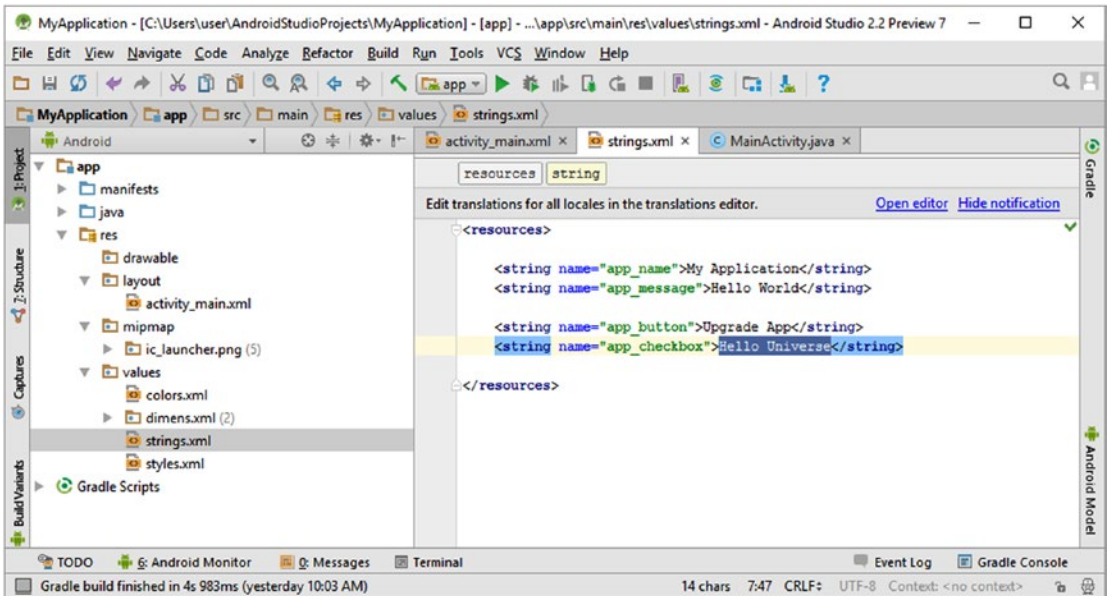 MyApplication - [C:\Users\user\AndroidStudioProjects\MyApplication] - [app] - ...\app\src\main\res\values\strings.xml - Android Studio 2.2 Preview 7
File Edit View Navigate Code Analyze Refactor Build Run Tools VCS Window Help
app
MyApplication app src main res values strings.xml
Android
activity_main.xml strings.xml MainActivity.java
1: Project
2: Structure
Captures
Build Variants
app
manifests
java
res
drawable
layout
activity_main.xml
mipmap
ic_launcher.png (5)
values
colors.xml
dimens.xml (2)
strings.xml
styles.xml
Gradle Scripts
resources string
Edit translations for all locales in the translations editor. Open editor Hide notification
<resources>
<string name="app_name">My Application</string>
<string name="app_message">Hello World</string>
<string name="app_button">Upgrade App</string>
<string name="app_checkbox">Hello Universe</string>
</resources>
Gradle
Android Model
TODO 6: Android Monitor 0: Messages Terminal Event Log Gradle Console
Gradle build finished in 4s 983ms (yesterday 10:03 AM) 14 chars 7:47 CRLF UTF-8 Context: <no context>